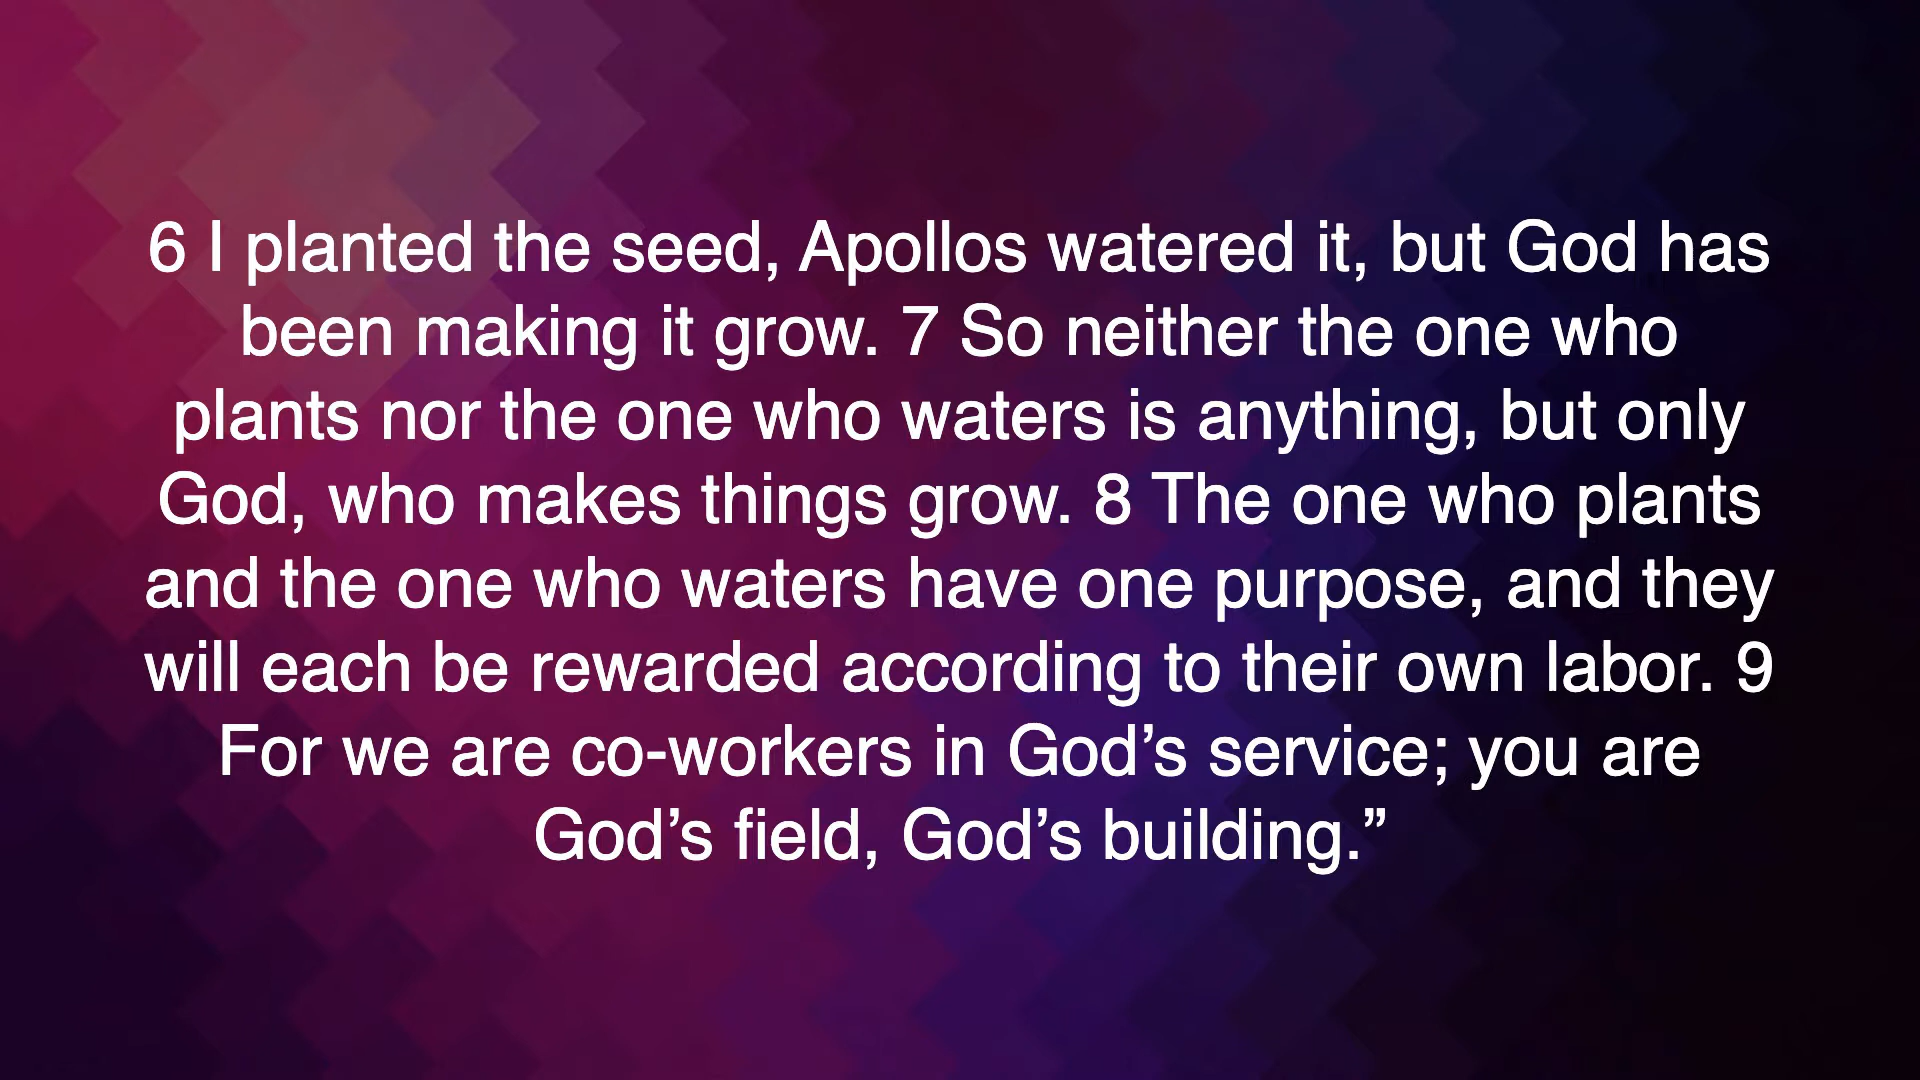 6 I planted the seed, Apollos watered it, but God has
been making it grow. 7 So neither the one who
plants nor the one who waters is anything, but only
God, who makes things grow. 8 The one who plants
and the one who waters have one purpose, and they
will each be rewarded according to their own labor. 9
For we are co-workers in God’s service; you are
God’s field, God’s building.”